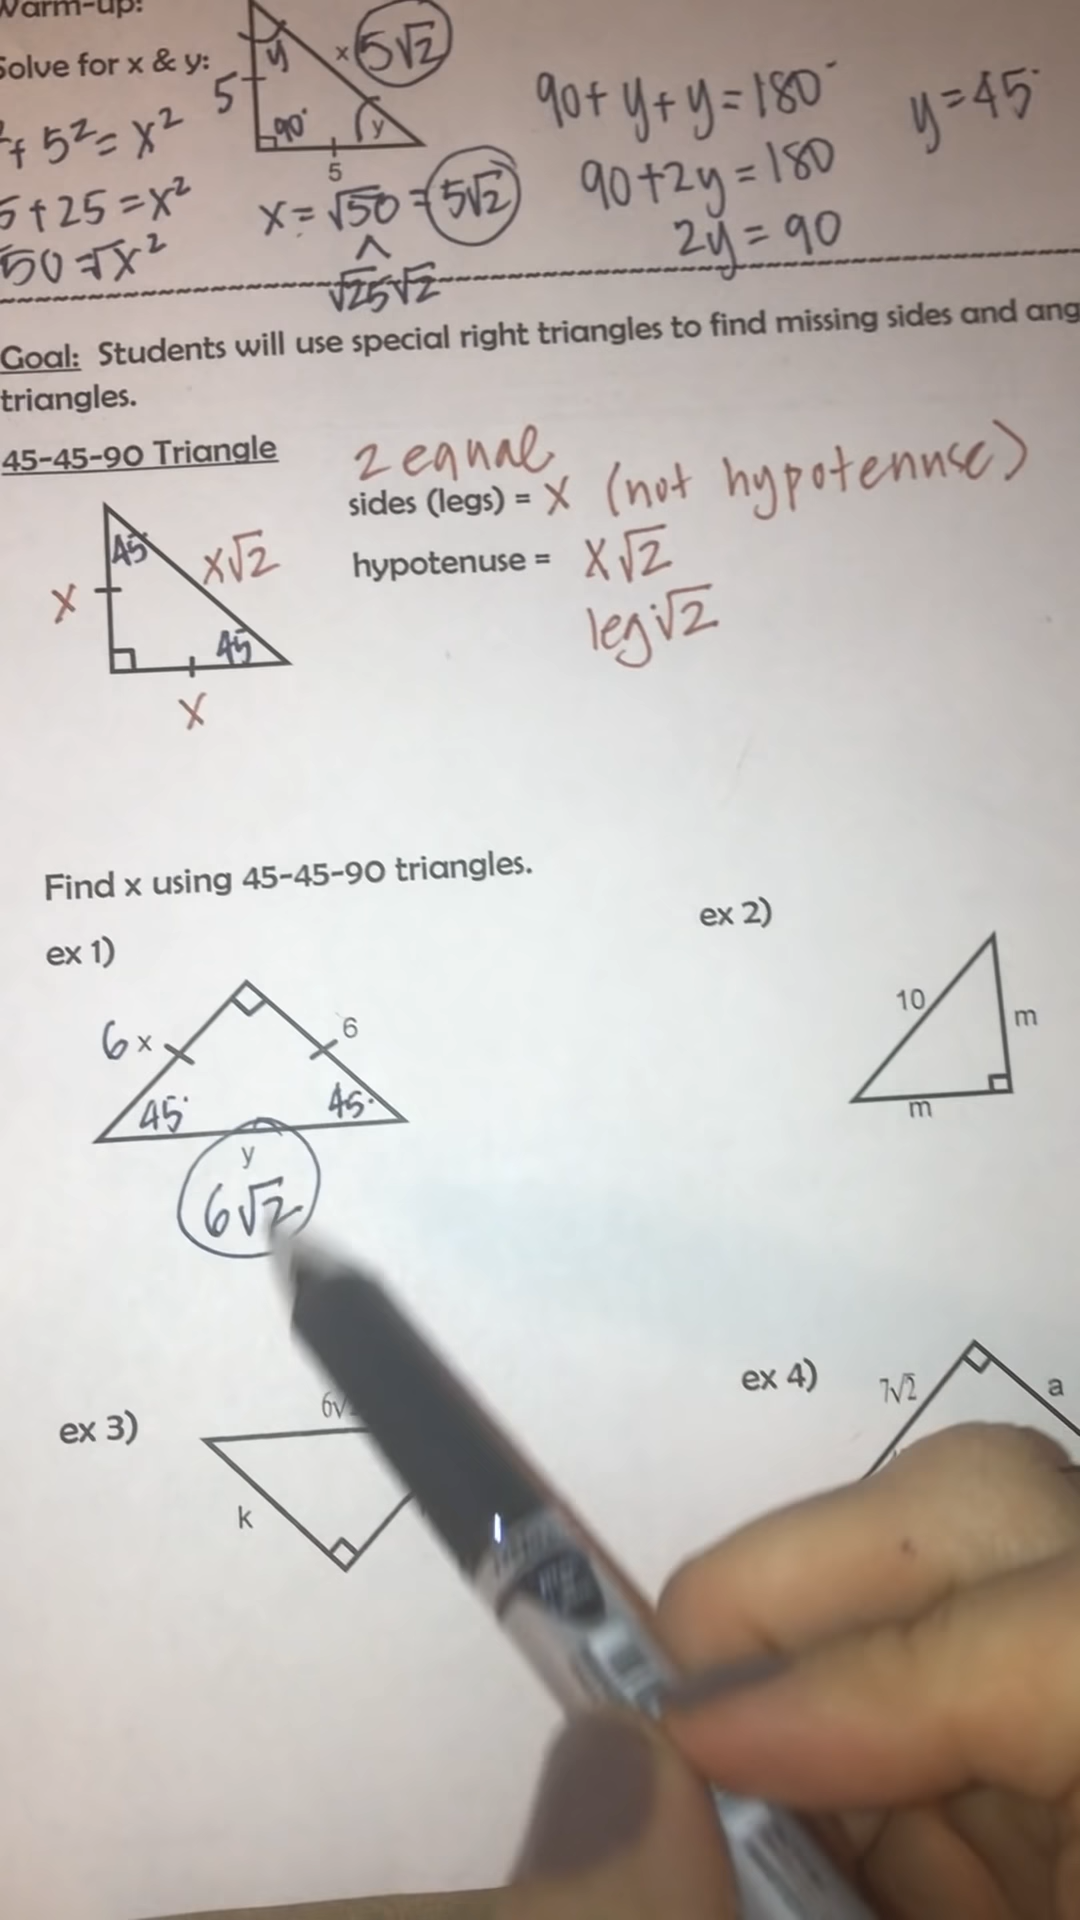 Warm-up:
Solve for x & y:
y
x 5√2
5
90°
y
5
+ 5² = x²
+ 25 = x²
50 = √x²
x = √50 = 5√2
√25 √2
90 + y + y = 180°
90 + 2y = 180
2y = 90
y = 45°
Goal: Students will use special right triangles to find missing sides and ang
triangles.
45-45-90 Triangle
2 equal
sides (legs) = x (not hypotenuse)
hypotenuse = x√2
leg√2
45
x√2
x
45
x
Find x using 45-45-90 triangles.
ex 1)
6 x
6
45°
45°
y
6√2
ex 2)
10
m
m
ex 3)
6√
k
ex 4)
7√2
a